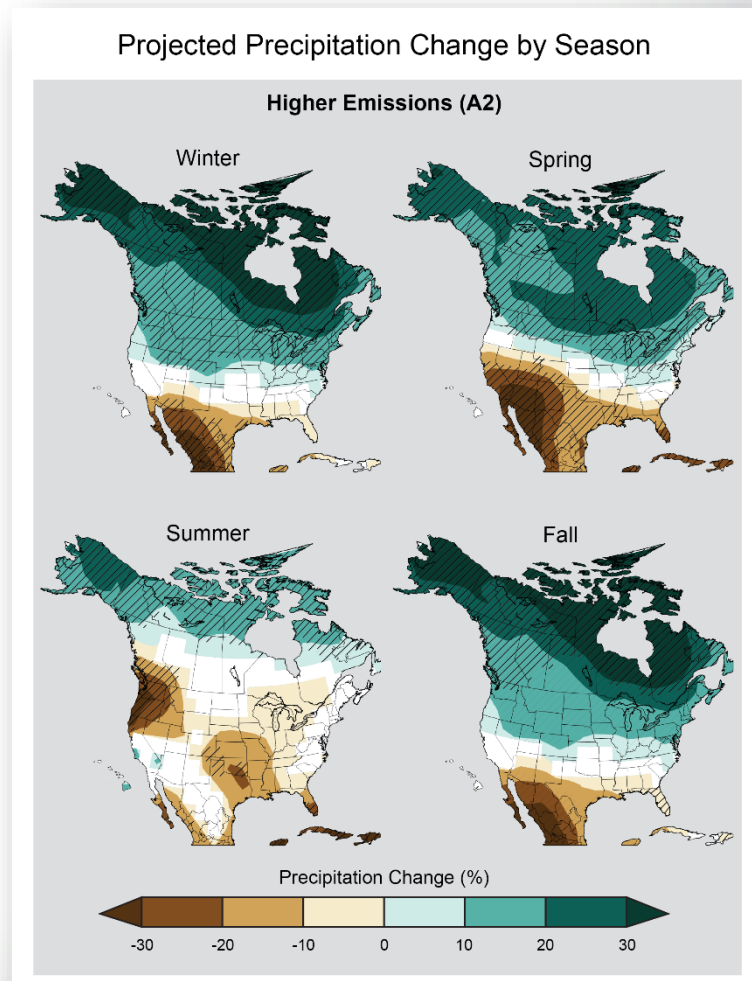 Projected Precipitation Change by Season
Higher Emissions (A2)
Winter
Spring
Summer
Fall
Precipitation Change (%)
-30 -20 -10 0 10 20 30